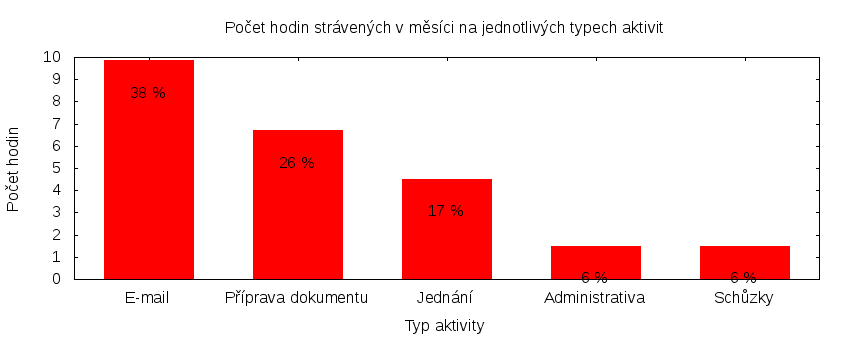 Počet hodin strávených v měsíci na jednotlivých typech aktivit
Počet hodin
10
9
8
7
6
5
4
3
2
1
0
38 %
26 %
17 %
6 %
6 %
E-mail
Příprava dokumentu
Jednání
Administrativa
Schůzky
Typ aktivity